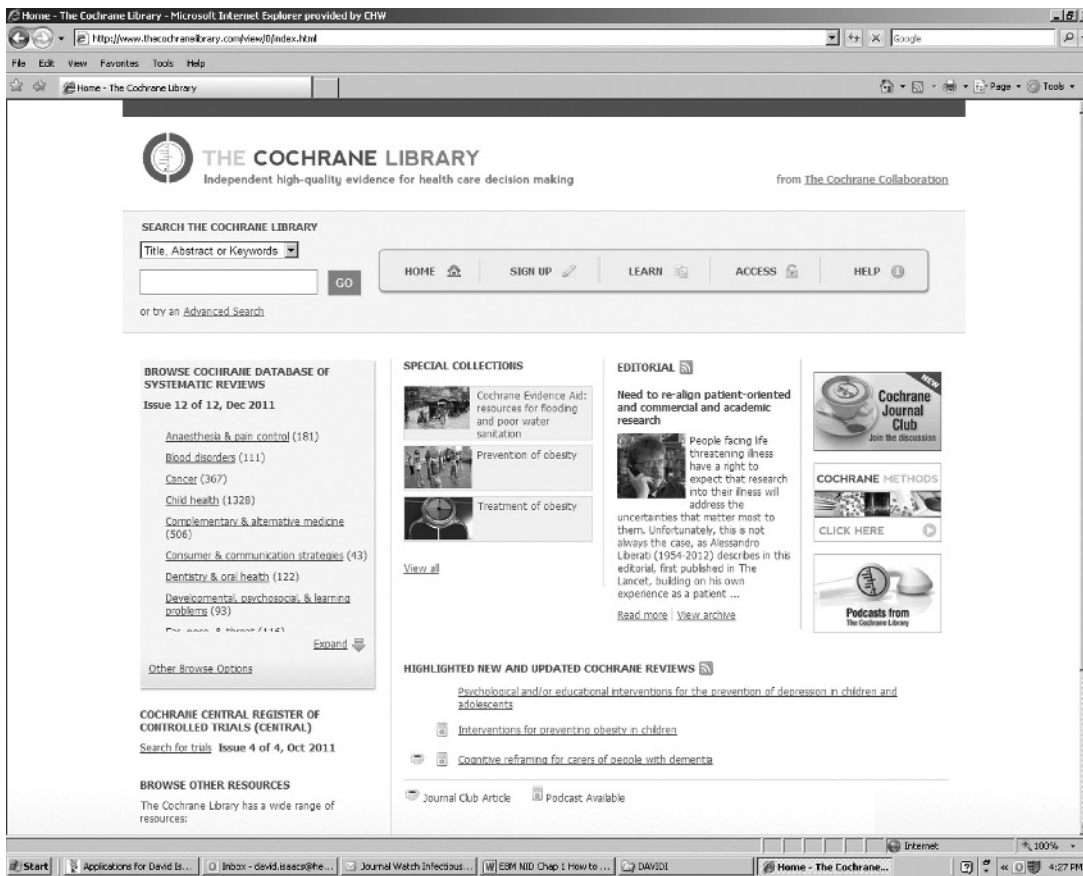 Home - The Cochrane Library - Microsoft Internet Explorer provided by CHW
http://www.thecochranelibrary.com/view/0/index.html
Google
File Edit View Favorites Tools Help
Home - The Cochrane Library
Page Tools
THE COCHRANE LIBRARY
Independent high-quality evidence for health care decision making
from The Cochrane Collaboration
SEARCH THE COCHRANE LIBRARY
Title, Abstract or Keywords
GO
or try an Advanced Search
HOME SIGN UP LEARN ACCESS HELP
BROWSE COCHRANE DATABASE OF
SYSTEMATIC REVIEWS
Issue 12 of 12, Dec 2011
Anaesthesia & pain control (181)
Blood disorders (111)
Cancer (367)
Child health (1328)
Complementary & alternative medicine
(506)
Consumer & communication strategies (43)
Dentistry & oral health (122)
Developmental, psychosocial, & learning
problems (93)
Ear, nose, & throat (116)
Expand
Other Browse Options
COCHRANE CENTRAL REGISTER OF
CONTROLLED TRIALS (CENTRAL)
Search for trials Issue 4 of 4, Oct 2011
BROWSE OTHER RESOURCES
The Cochrane Library has a wide range of
resources:
SPECIAL COLLECTIONS
Cochrane Evidence Aid:
resources for flooding
and poor water
sanitation
Prevention of obesity
Treatment of obesity
View all
EDITORIAL
Need to re-align patient-oriented
and commercial and academic
research
People facing life
threatening illness
have a right to
expect that research
into their illness will
address the
uncertainties that matter most to
them. Unfortunately, this is not
always the case, as Alessandro
Liberati (1954-2012) describes in this
editorial, first published in The
Lancet, building on his own
experience as a patient ...
Read more View archive
NEW
Cochrane
Journal
Club
Join the discussion
COCHRANE METHODS
CLICK HERE
Podcasts from
The Cochrane Library
HIGHLIGHTED NEW AND UPDATED COCHRANE REVIEWS
Psychological and/or educational interventions for the prevention of depression in children and
adolescents
Interventions for preventing obesity in children
Cognitive reframing for carers of people with dementia
Journal Club Article Podcast Available
Internet 100%
Start Applications for David Is... Inbox - david.isaacs@he... Journal Watch Infectious... EBM NID Chap 1 How to ... DAVIDI Home - The Cochrane... 4:27 PM